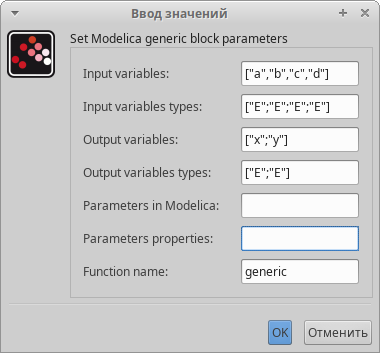 Ввод значений
Set Modelica generic block parameters
Input variables: ["a","b","c","d"]
Input variables types: ["E";"E";"E";"E"]
Output variables: ["x";"y"]
Output variables types: ["E";"E"]
Parameters in Modelica:
Parameters properties:
Function name: generic
OK Отменить